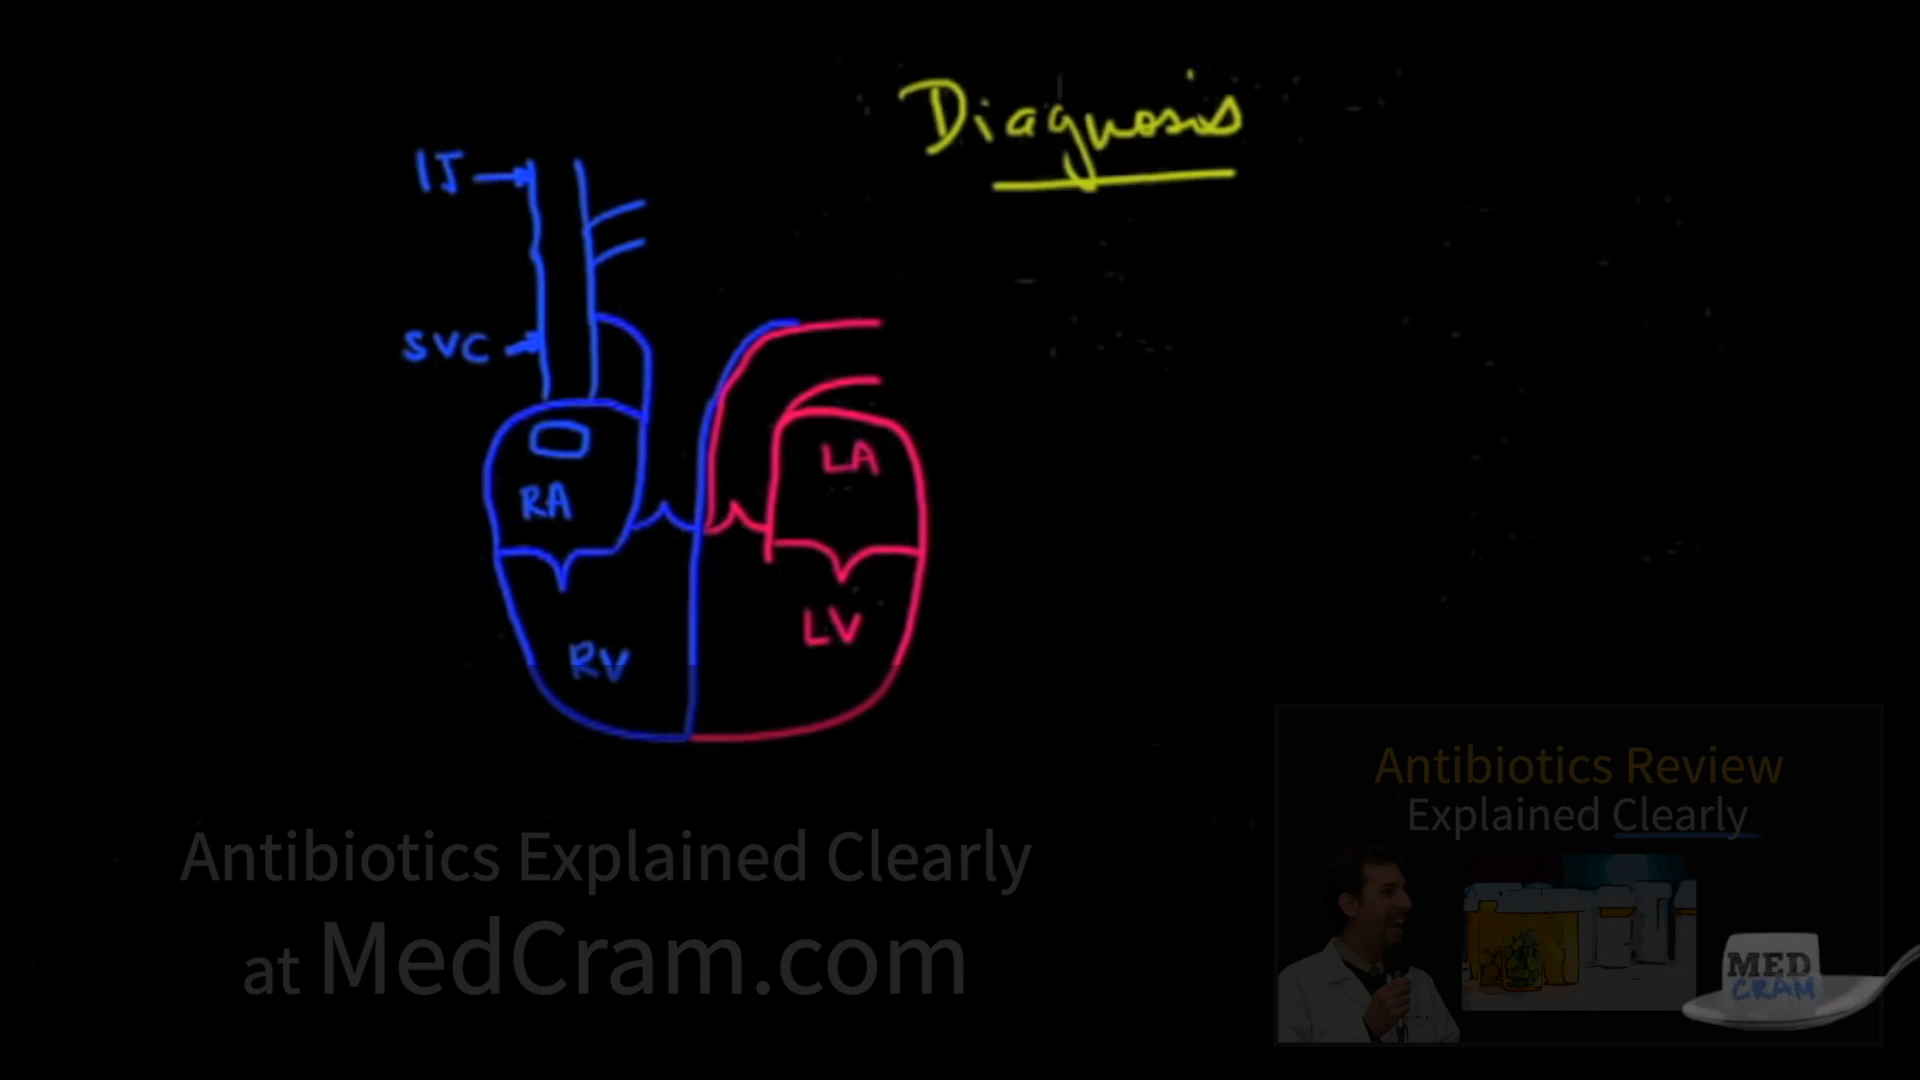 Diagnosis
IJ
SVC
LA
RA
LV
RV
Antibiotics Review
Explained Clearly
Antibiotics Explained Clearly
at MedCram.com
MED
CRAM